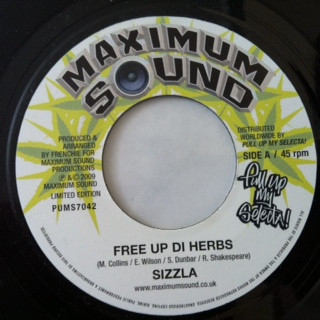 MAXIMUM
SOUND
PRODUCED &
ARRANGED
BY FRENCHIE FOR
MAXIMUM SOUND
PRODUCTIONS
℗ & © 2009
MAXIMUM SOUND
LIMITED EDITION
PUMS7042
DISTRIBUTED
WORLDWIDE BY
PULL UP MY SELECTA!
SIDE A / 45 rpm
Pull up
my
Selecta!
FREE UP DI HERBS
(M. Collins / E. Wilson / S. Dunbar / R. Shakespeare)
SIZZLA
www.maximumsound.co.uk